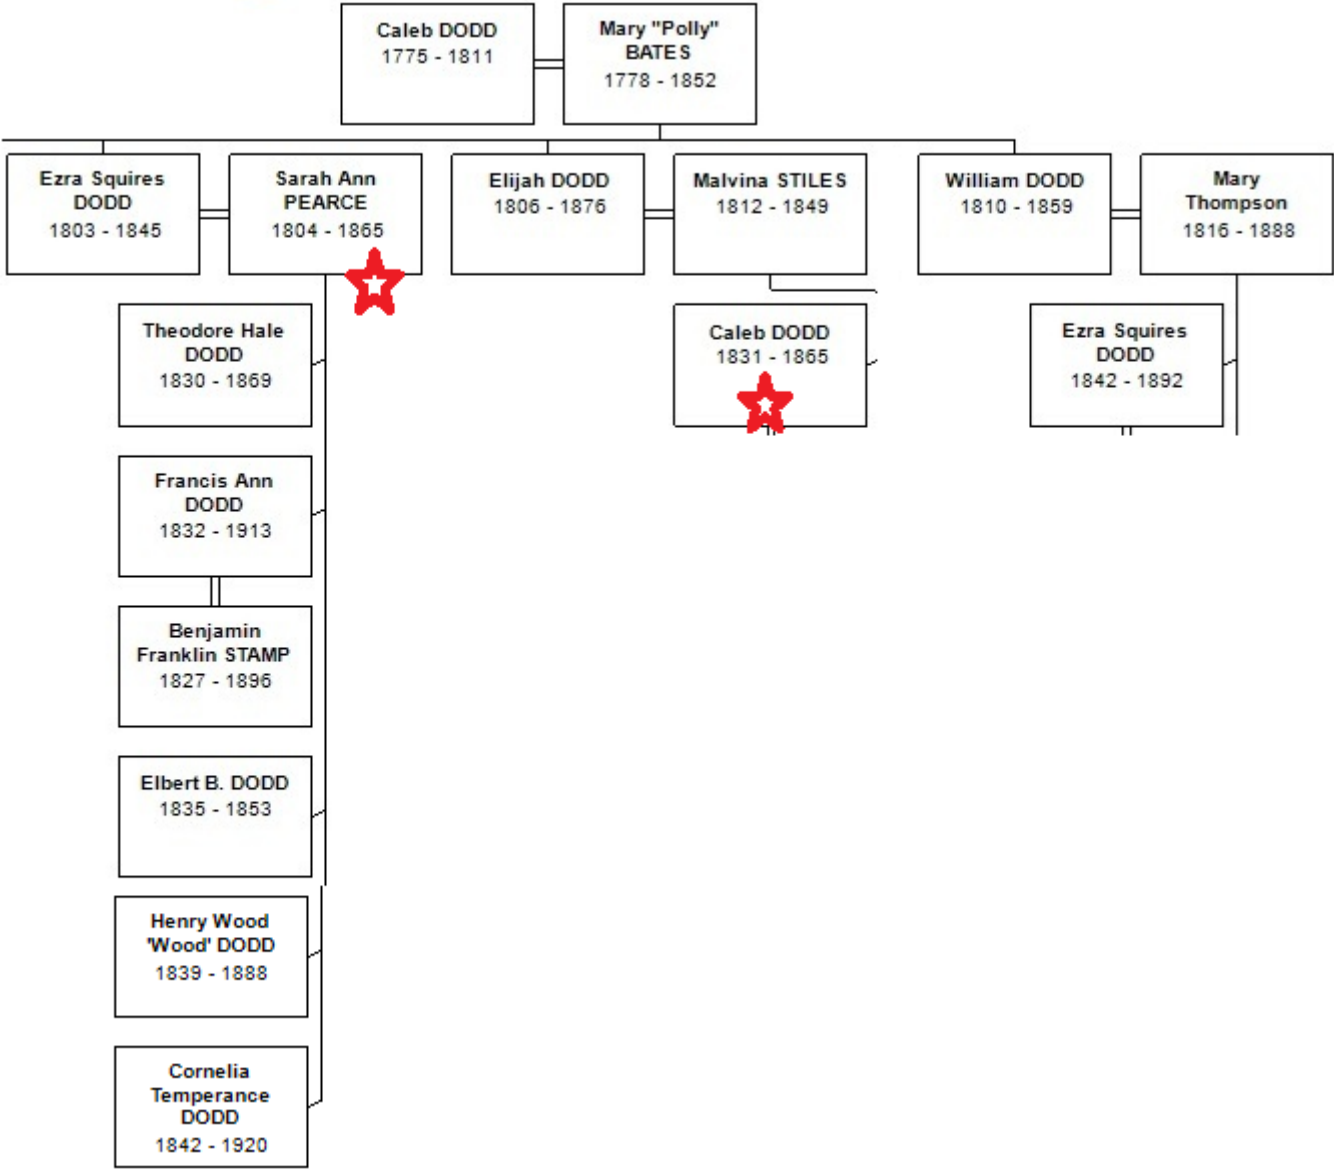 Caleb DODD
1775 - 1811
Mary "Polly"
BATES
1778 - 1852
Ezra Squires
DODD
1803 - 1845
Sarah Ann
PEARCE
1804 - 1865
Elijah DODD
1806 - 1876
Malvina STILES
1812 - 1849
William DODD
1810 - 1859
Mary
Thompson
1816 - 1888
Theodore Hale
DODD
1830 - 1869
Caleb DODD
1831 - 1865
Ezra Squires
DODD
1842 - 1892
Francis Ann
DODD
1832 - 1913
Benjamin
Franklin STAMP
1827 - 1896
Elbert B. DODD
1835 - 1853
Henry Wood
'Wood' DODD
1839 - 1888
Cornelia
Temperance
DODD
1842 - 1920